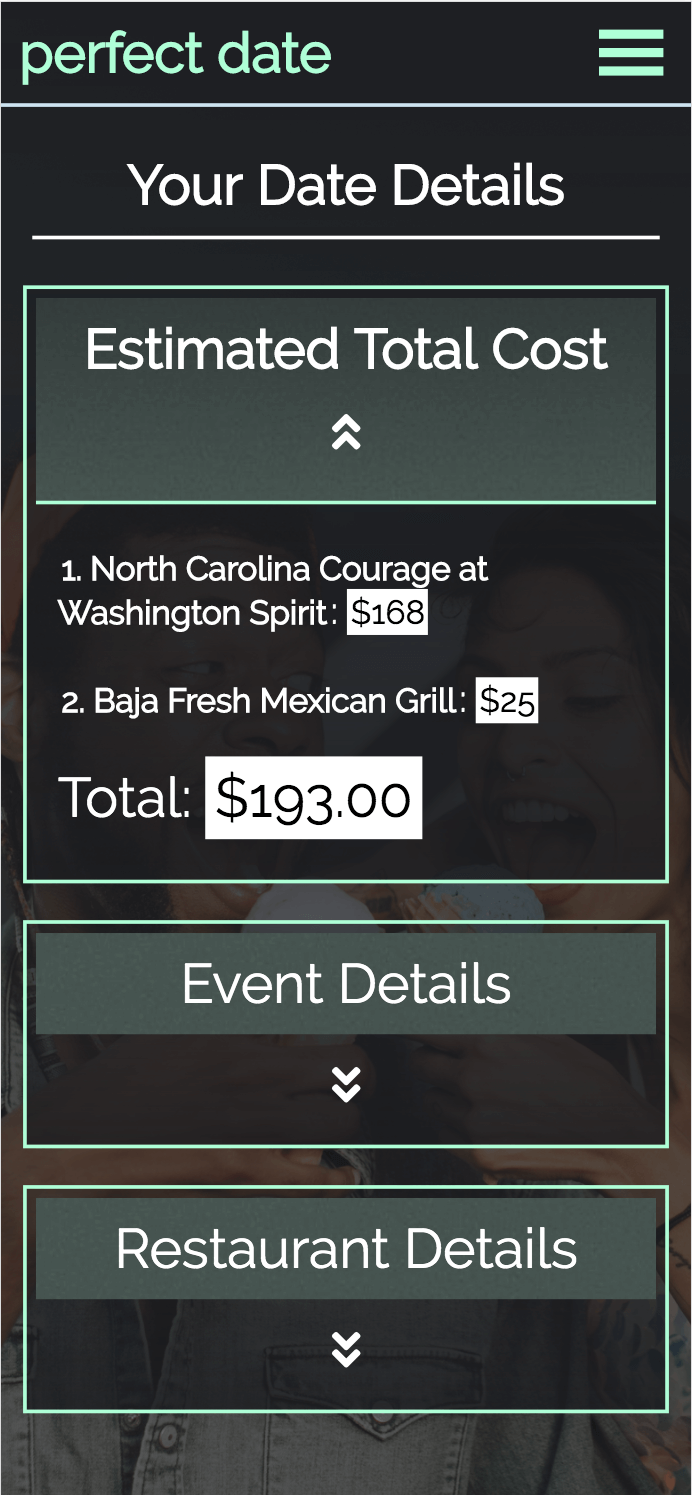 perfect date
Your Date Details
Estimated Total Cost
1. North Carolina Courage at
Washington Spirit: $168
2. Baja Fresh Mexican Grill: $25
Total: $193.00
Event Details
Restaurant Details